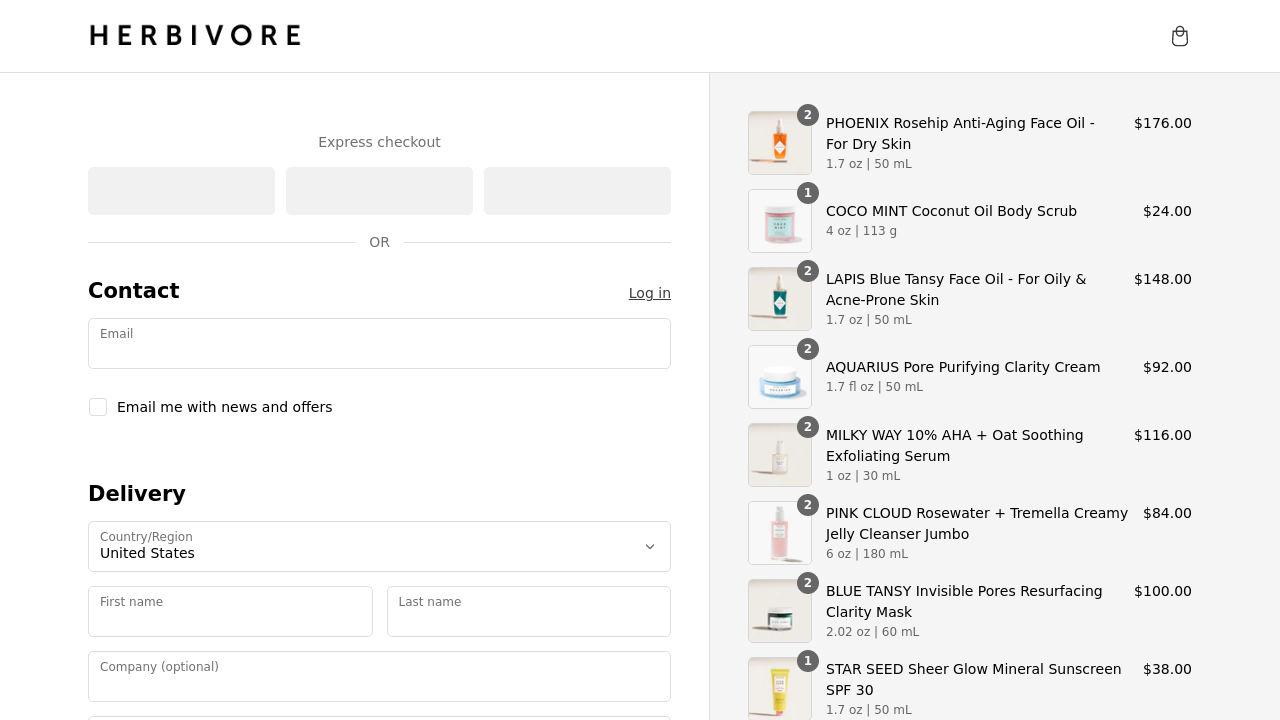 HERBIVORE
Express checkout
OR
Contact
Log in
Email
Email me with news and offers
Delivery
Country/Region
United States
First name
Last name
Company (optional)
2
PHOENIX Rosehip Anti-Aging Face Oil -
For Dry Skin
1.7 oz | 50 mL
$176.00
1
COCO MINT Coconut Oil Body Scrub
4 oz | 113 g
$24.00
2
LAPIS Blue Tansy Face Oil - For Oily &
Acne-Prone Skin
1.7 oz | 50 mL
$148.00
2
AQUARIUS Pore Purifying Clarity Cream
1.7 fl oz | 50 mL
$92.00
2
MILKY WAY 10% AHA + Oat Soothing
Exfoliating Serum
1 oz | 30 mL
$116.00
2
PINK CLOUD Rosewater + Tremella Creamy
Jelly Cleanser Jumbo
6 oz | 180 mL
$84.00
2
BLUE TANSY Invisible Pores Resurfacing
Clarity Mask
2.02 oz | 60 mL
$100.00
1
STAR SEED Sheer Glow Mineral Sunscreen
SPF 30
1.7 oz | 50 mL
$38.00